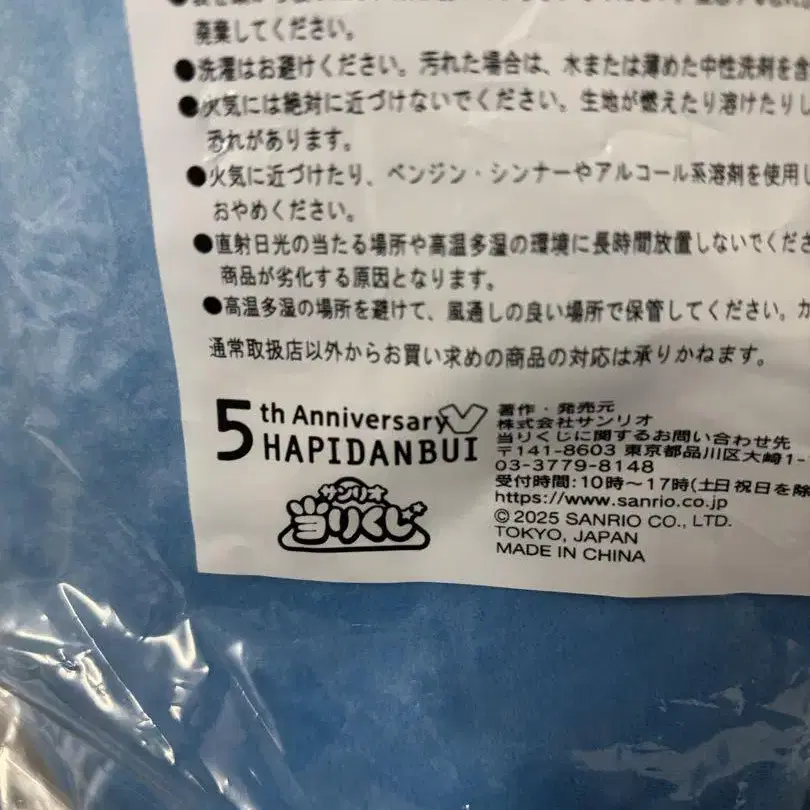 廃棄してください。
●洗濯はお避けください。汚れた場合は、水または薄めた中性洗剤を含
●火気には絶対に近づけないでください。生地が燃えたり溶けたりし
恐れがあります。
●火気に近づけたり、ベンジン・シンナーやアルコール系溶剤を使用し
おやめください。
●直射日光の当たる場所や高温多湿の環境に長時間放置しないでくださ
商品が劣化する原因となります。
●高温多湿の場所を避けて、風通しの良い場所で保管してください。カ
通常取扱店以外からお買い求めの商品の対応は承りかねます。
5th Anniversary
HAPIDANBUI
サンリオ
当りくじ
著作・発売元
株式会社サンリオ
当りくじに関するお問い合わせ先
〒141-8603 東京都品川区大崎1-
03-3779-8148
受付時間:10時~17時(土日祝日を除
https://www.sanrio.co.jp
© 2025 SANRIO CO., LTD.
TOKYO, JAPAN
MADE IN CHINA